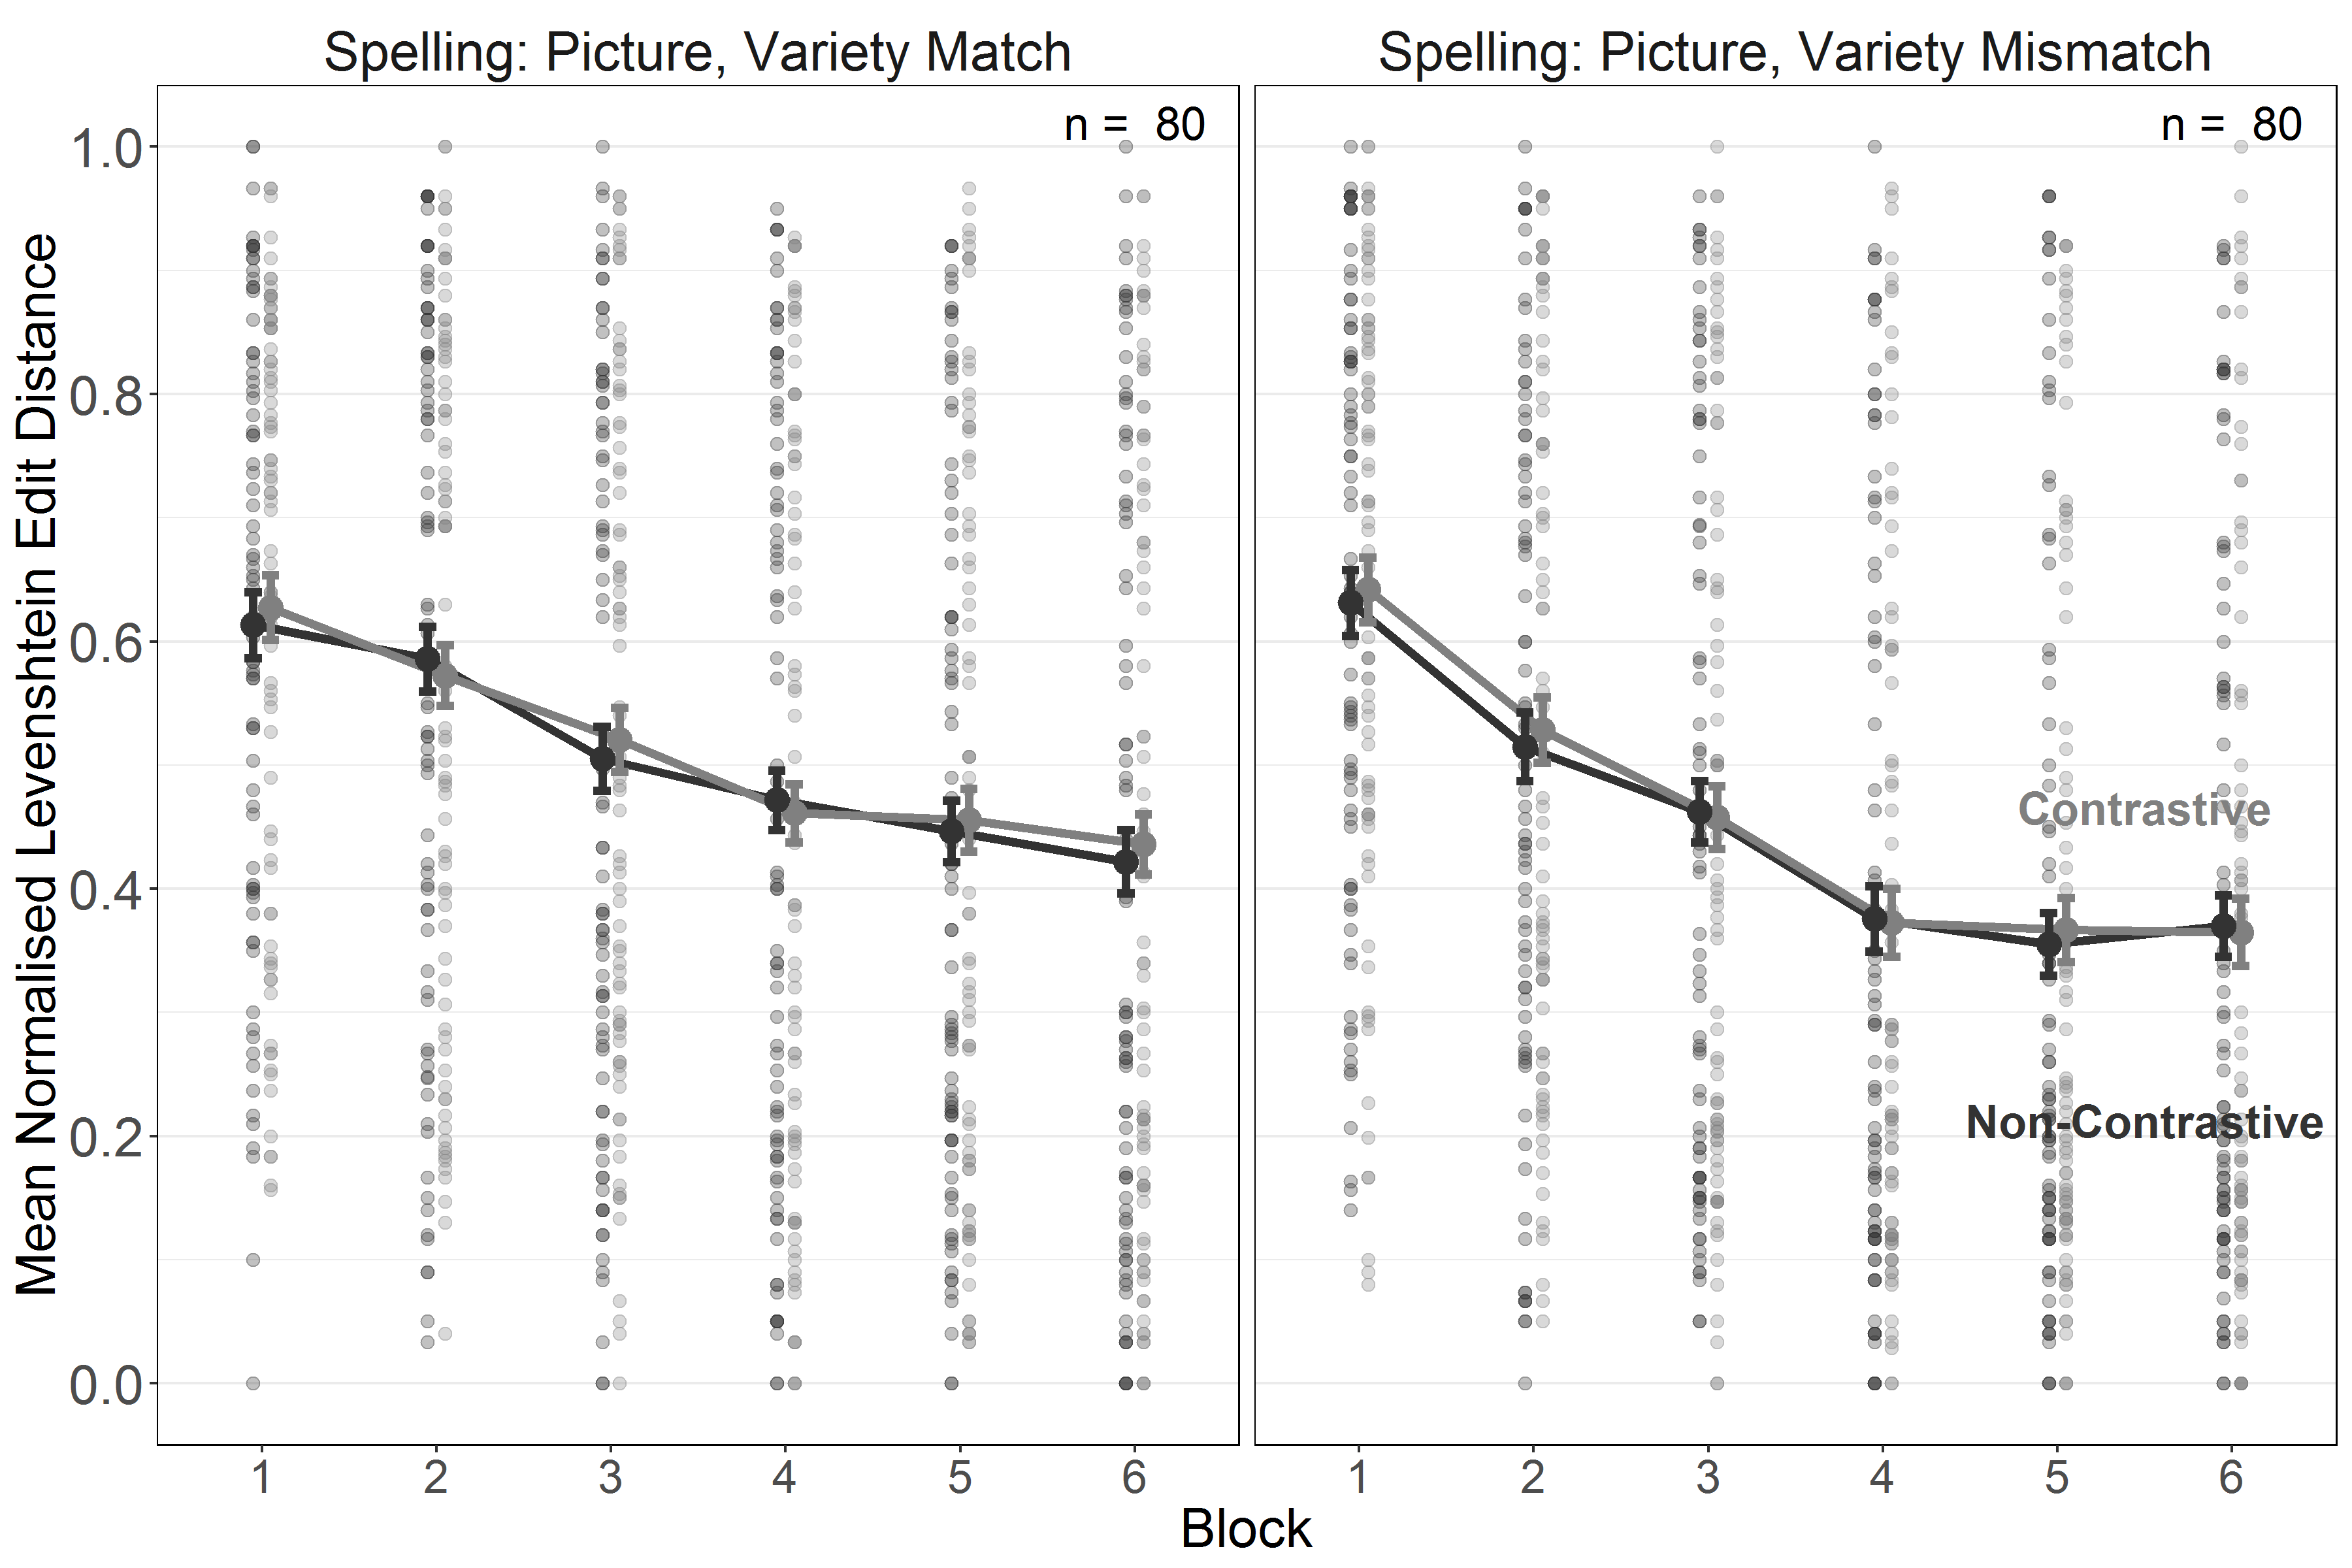 Spelling: Picture, Variety Match
Spelling: Picture, Variety Mismatch
n = 80
n = 80
Mean Normalised Levenshtein Edit Distance
1.0
0.8
0.6
0.4
0.2
0.0
Contrastive
Non-Contrastive
1 2 3 4 5 6
1 2 3 4 5 6
Block